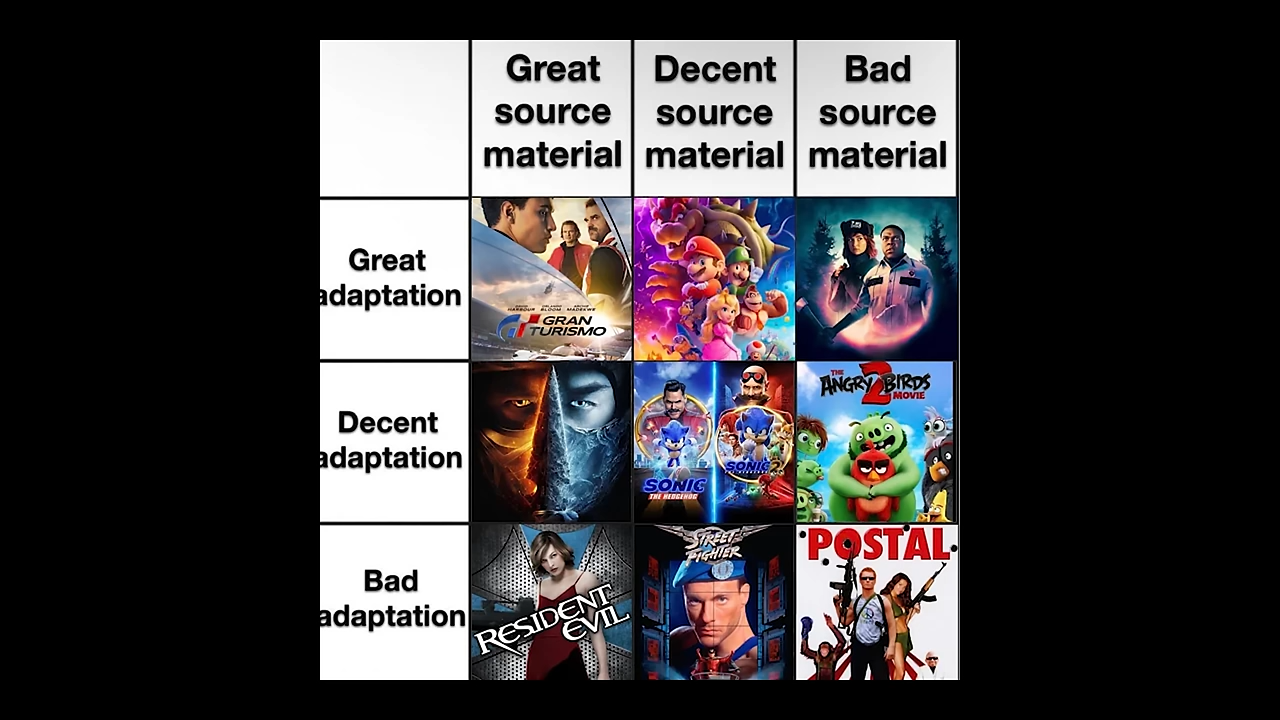 Great
source
material
Decent
source
material
Bad
source
material
Great
adaptation
GRAN
TURISMO
Decent
adaptation
SONIC
THE HEDGEHOG
SONIC
THE
ANGRY 2 BIRDS
MOVIE
Bad
adaptation
RESIDENT
EVIL
STREET
FIGHTER
POSTAL